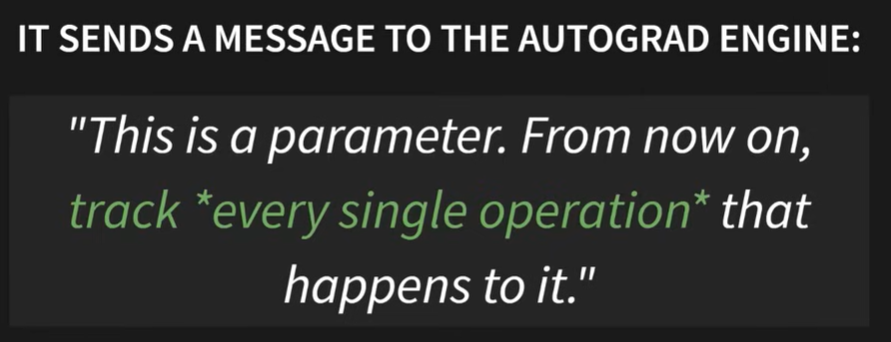 IT SENDS A MESSAGE TO THE AUTOGRAD ENGINE:
"This is a parameter. From now on,
track *every single operation* that
happens to it."